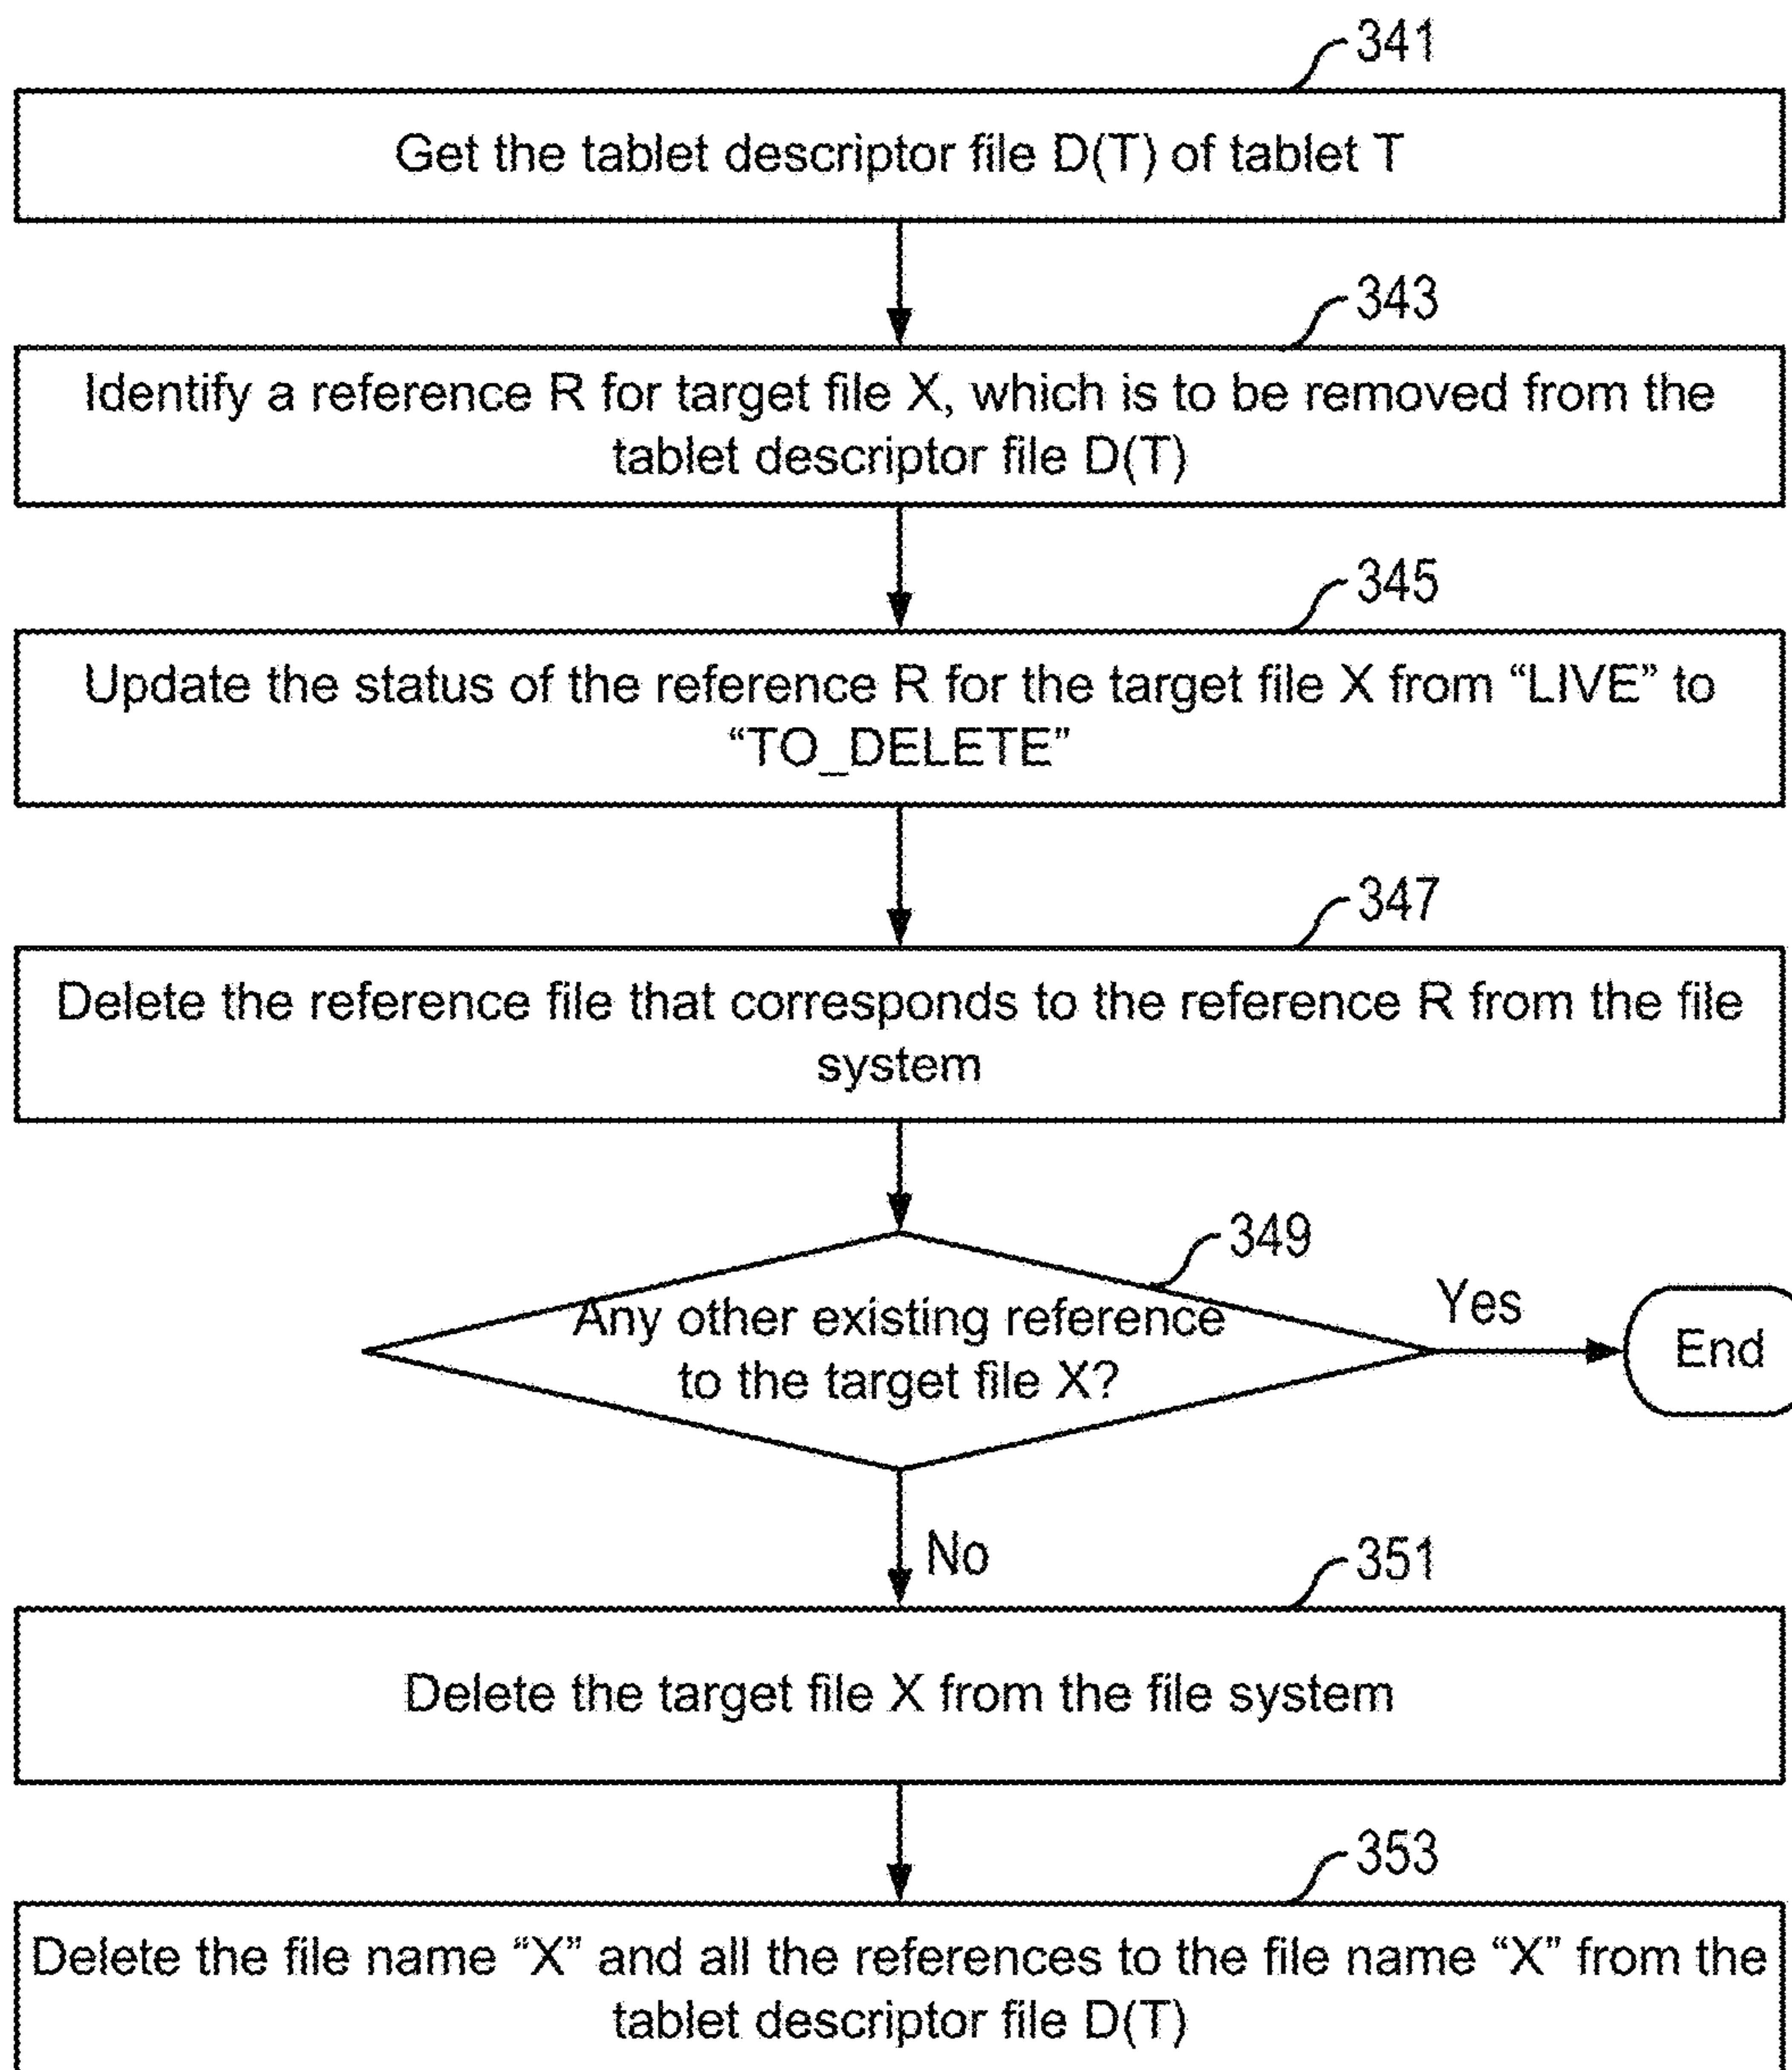 341
Get the tablet descriptor file D(T) of tablet T
343
Identify a reference R for target file X, which is to be removed from the
tablet descriptor file D(T)
345
Update the status of the reference R for the target file X from “LIVE” to
“TO_DELETE”
347
Delete the reference file that corresponds to the reference R from the file
system
349
Any other existing reference
to the target file X?
Yes
End
No
351
Delete the target file X from the file system
353
Delete the file name “X” and all the references to the file name “X” from the
tablet descriptor file D(T)